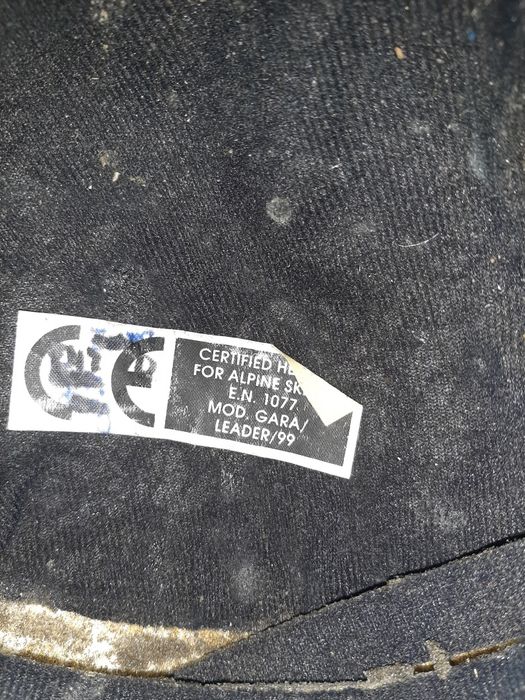 CE
CERTIFIED
FOR ALPINE
E.N. 1077
MOD. GARA/
LEADER/99